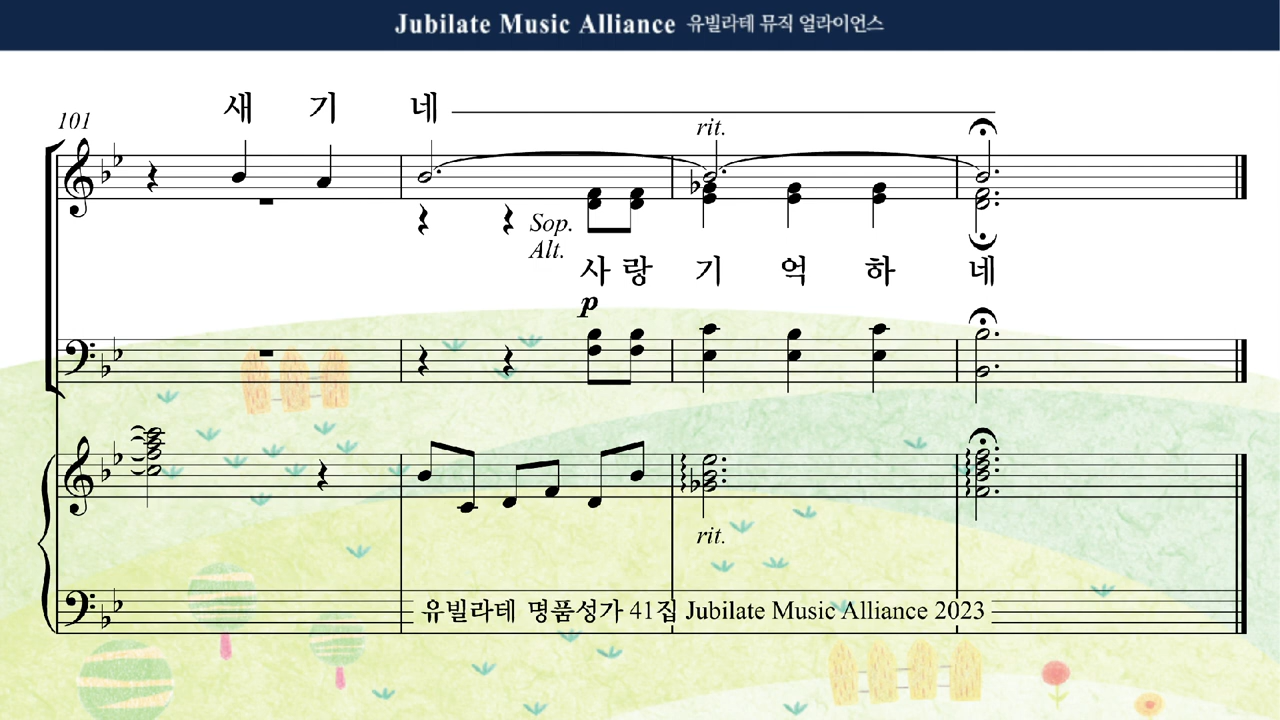 Jubilate Music Alliance 유빌라테 뮤직 얼라이언스
101
새 기 네
rit.
Sop.
Alt.
사 랑 기 억 하 네
p
rit.
유빌라테 명품성가 41집 Jubilate Music Alliance 2023